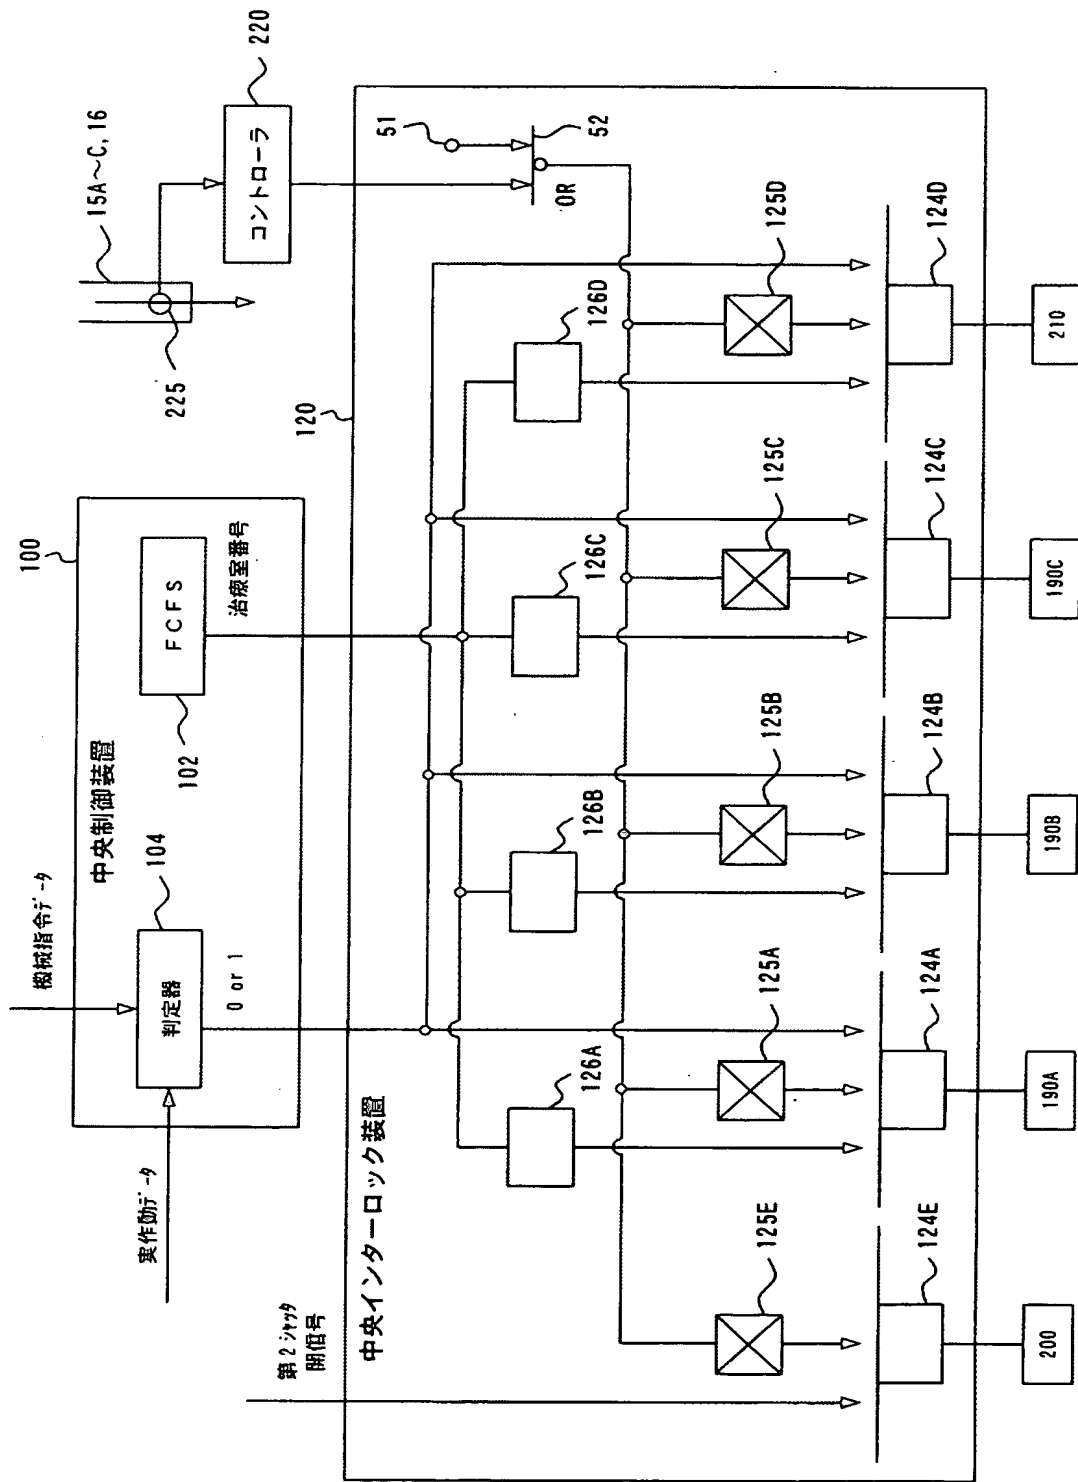 機械指令ﾃﾞｰﾀ
実作動ﾃﾞｰﾀ
中央制御装置
100
104
判定器
0 or 1
FCFS
102
治療室番号
15A～C,16
225
コントローラ
220
中央インターロック装置
120
第2ｼｬｯﾀ
開信号
51
52
OR
126A
126B
126C
126D
125E
125A
125B
125C
125D
124E
124A
124B
124C
124D
200
190A
190B
190C
210